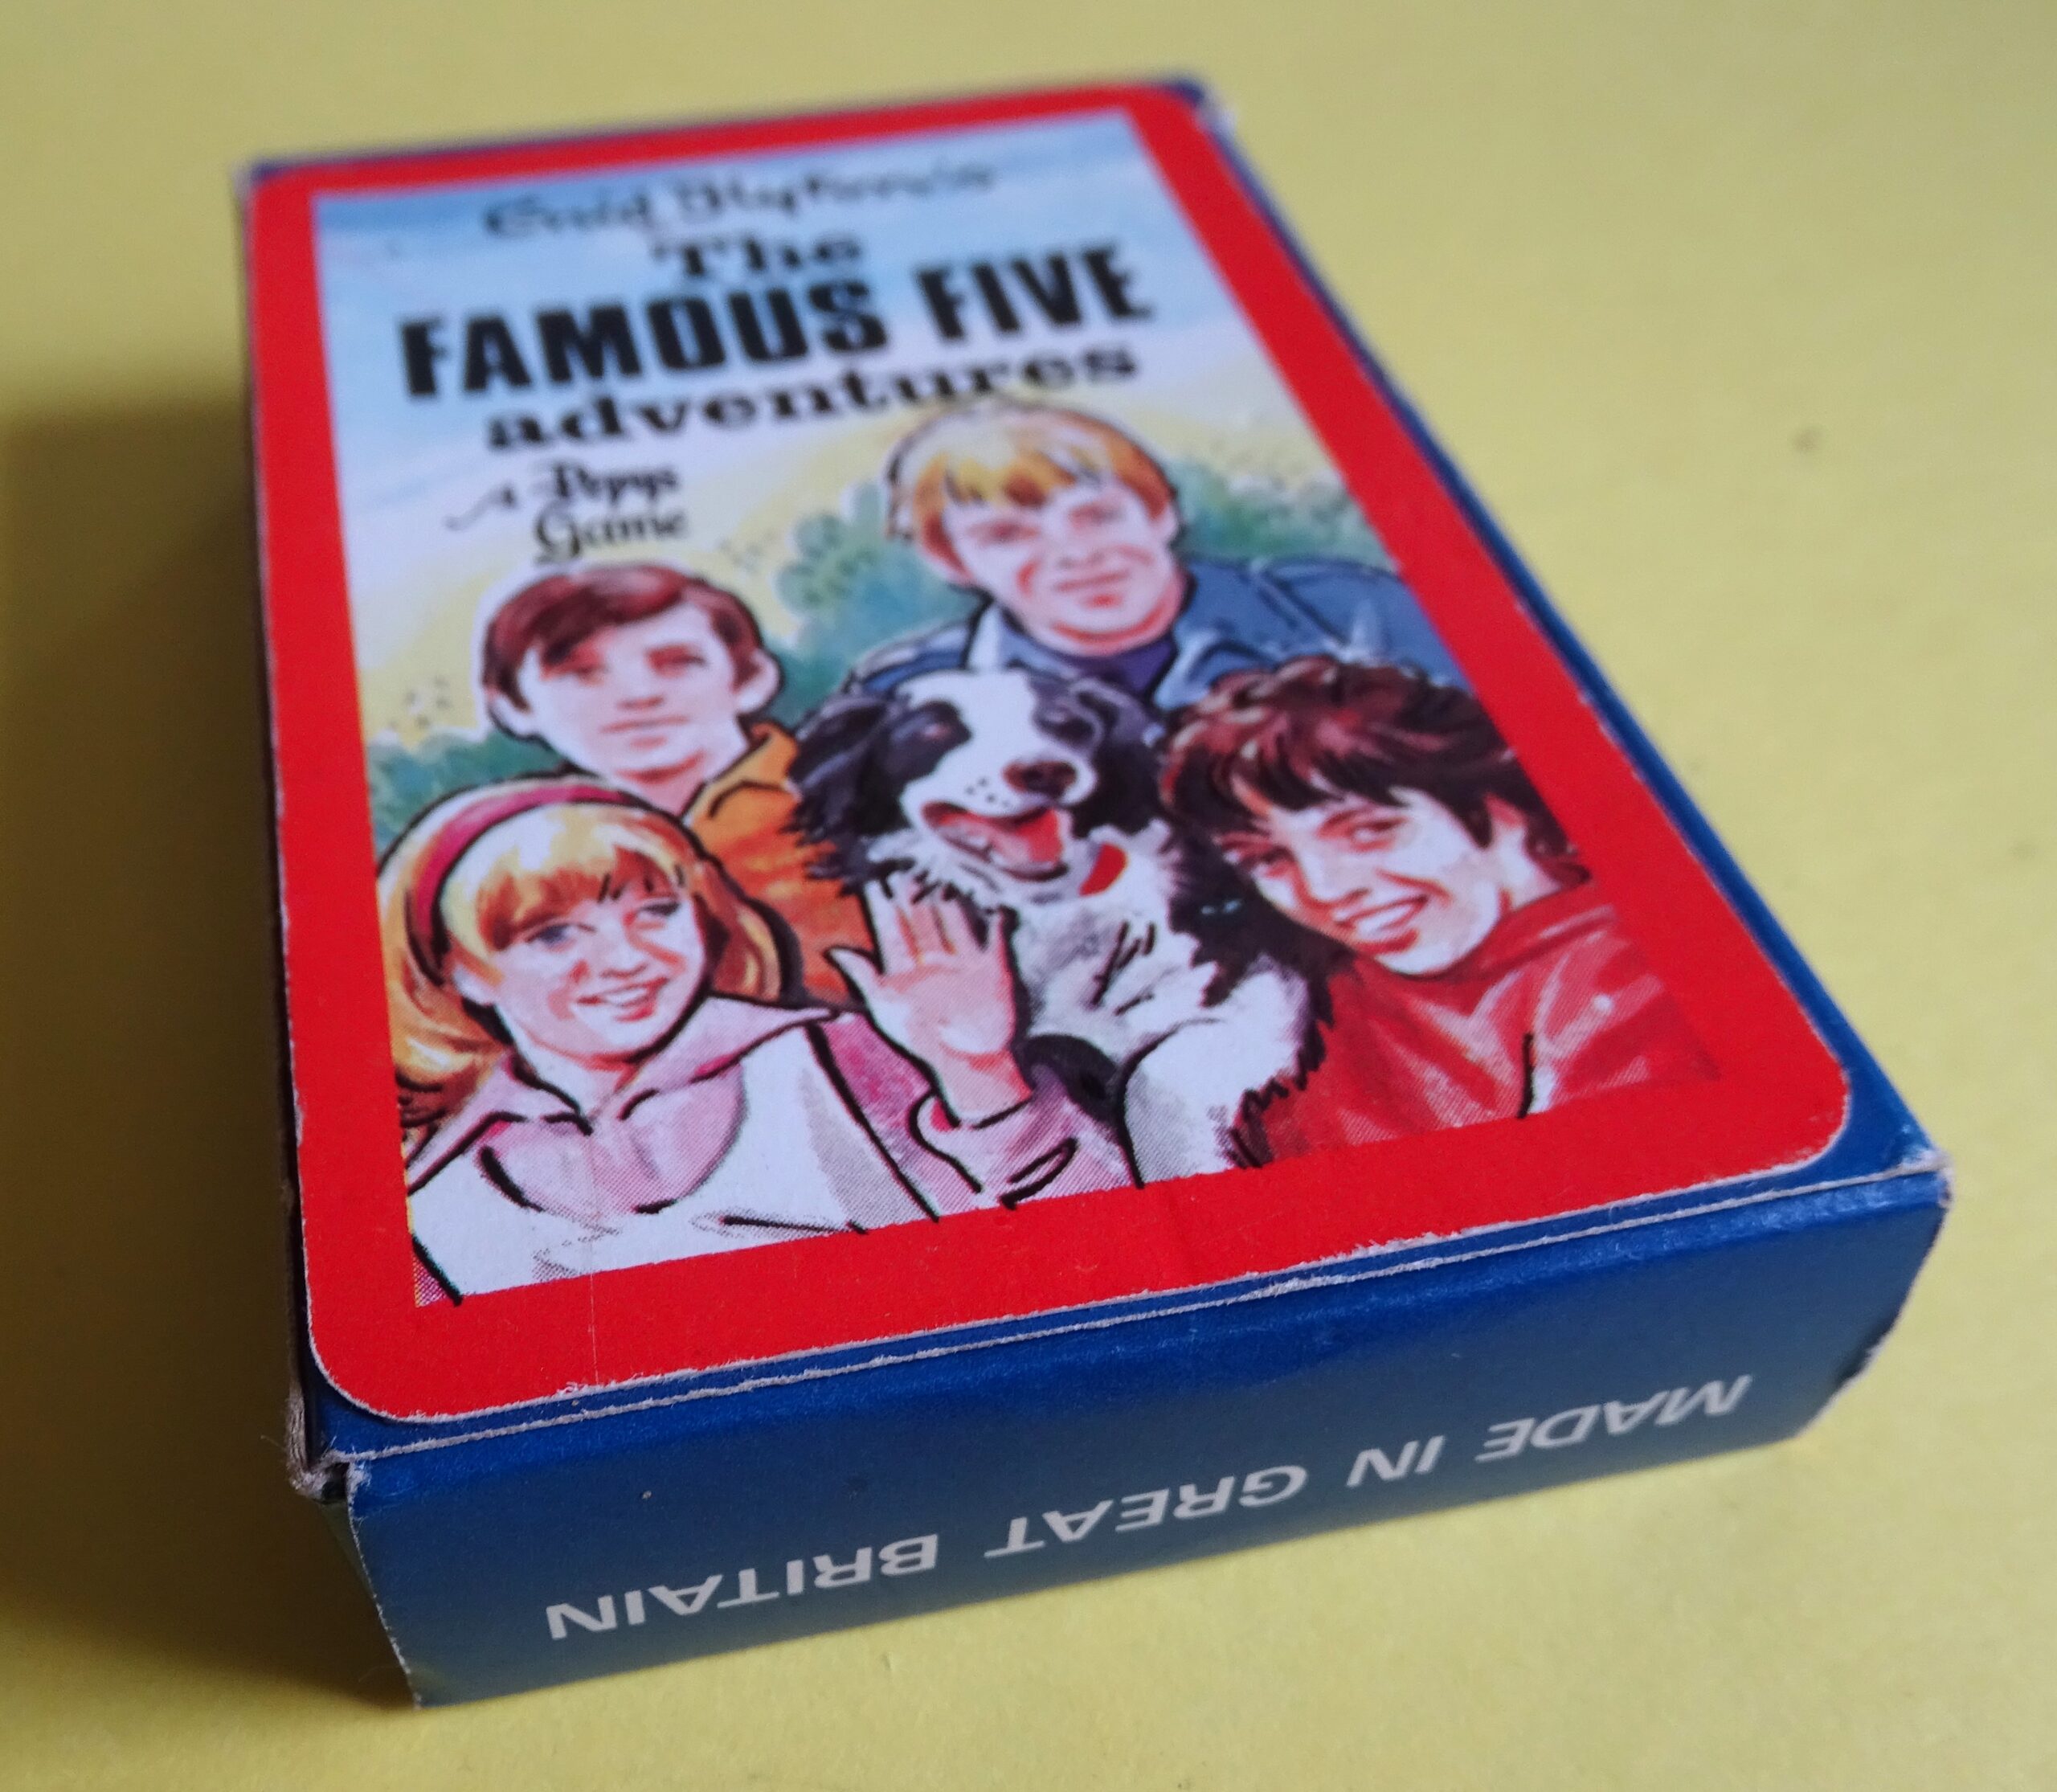 Enid Blyton's
The
FAMOUS FIVE
adventures
A Pepys
Game
MADE IN GREAT BRITAIN